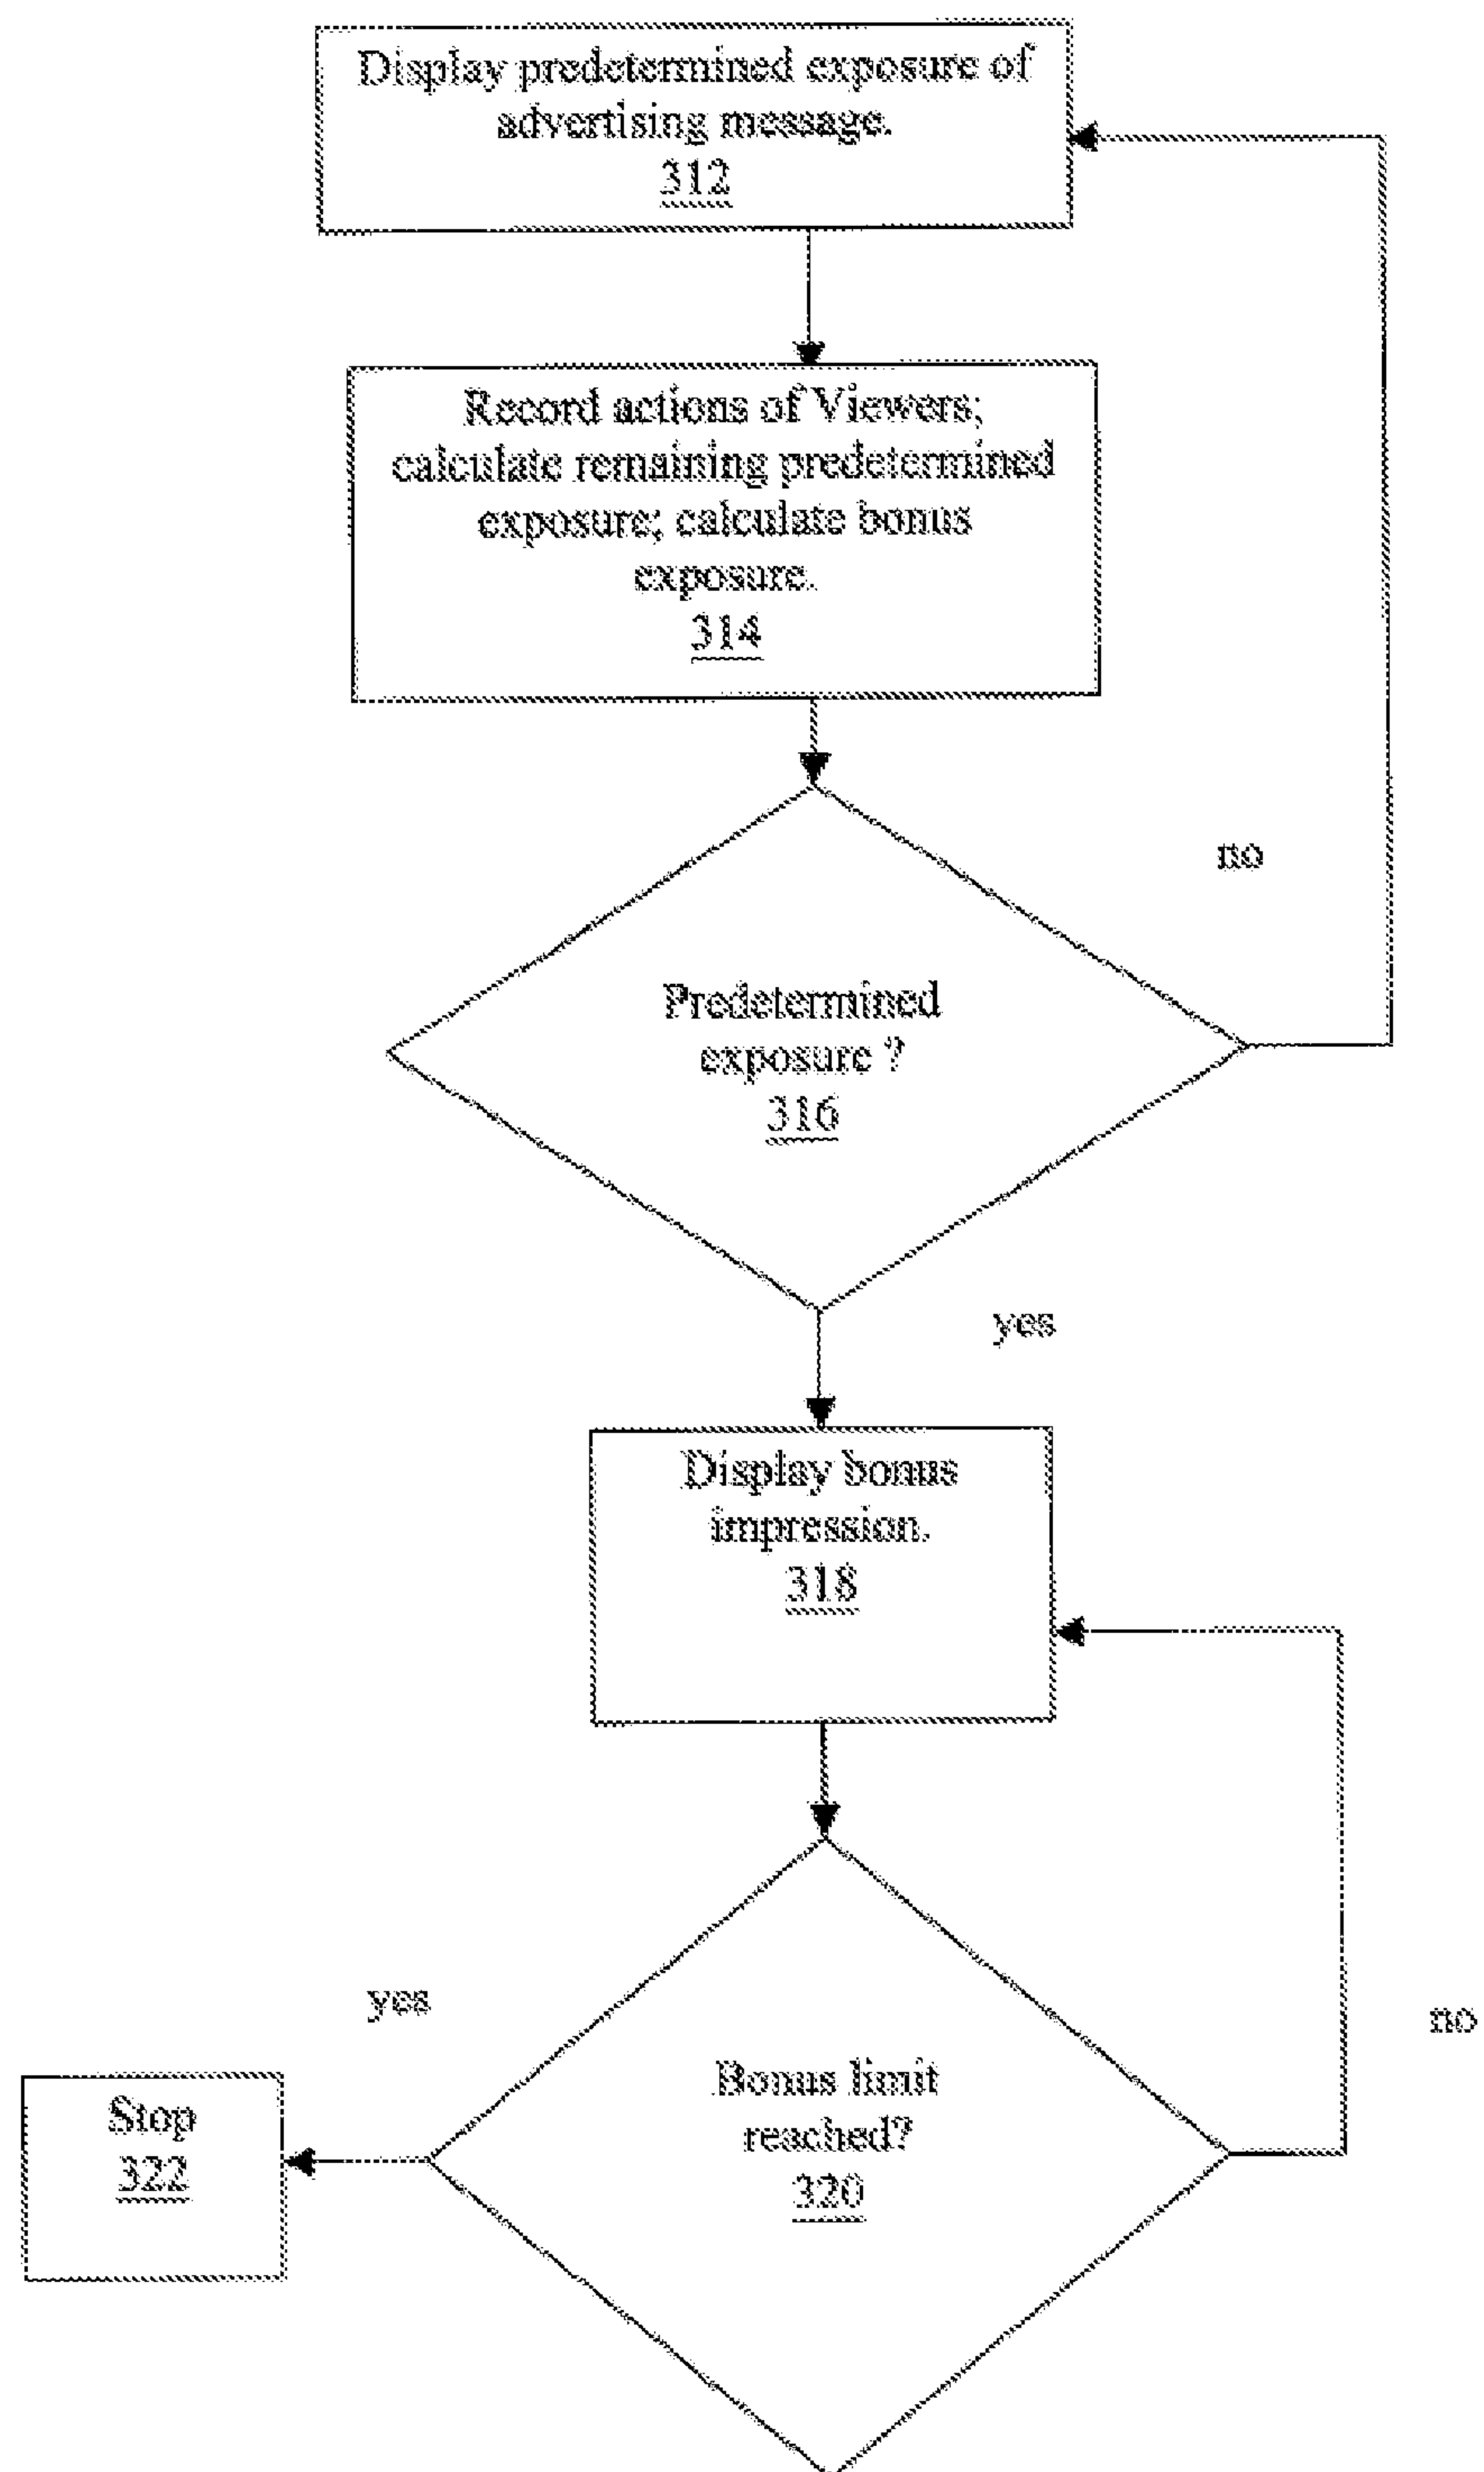 Display predetermined exposure of
advertising message.
312
Record actions of Viewers;
calculate remaining predetermined
exposure; calculate bonus
exposure.
314
no
Predetermined
exposure ?
316
yes
Display bonus
impression.
318
yes
no
Bonus limit
reached?
320
Stop
322